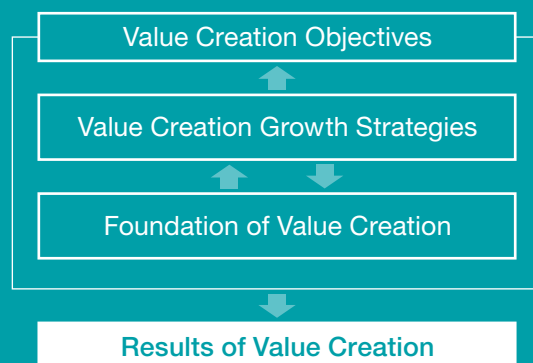 Value Creation Objectives
Value Creation Growth Strategies
Foundation of Value Creation
Results of Value Creation